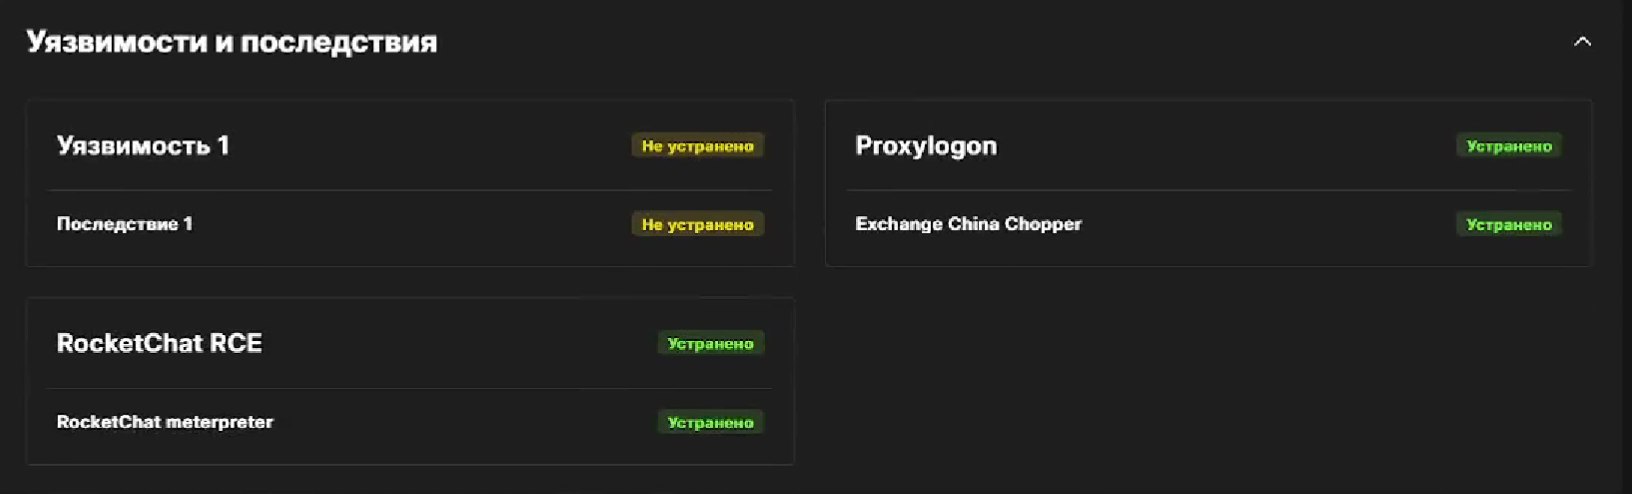 Уязвимости и последствия
Уязвимость 1
Не устранено
Последствие 1
Не устранено
Proxylogon
Устранено
Exchange China Chopper
Устранено
RocketChat RCE
Устранено
RocketChat meterpreter
Устранено